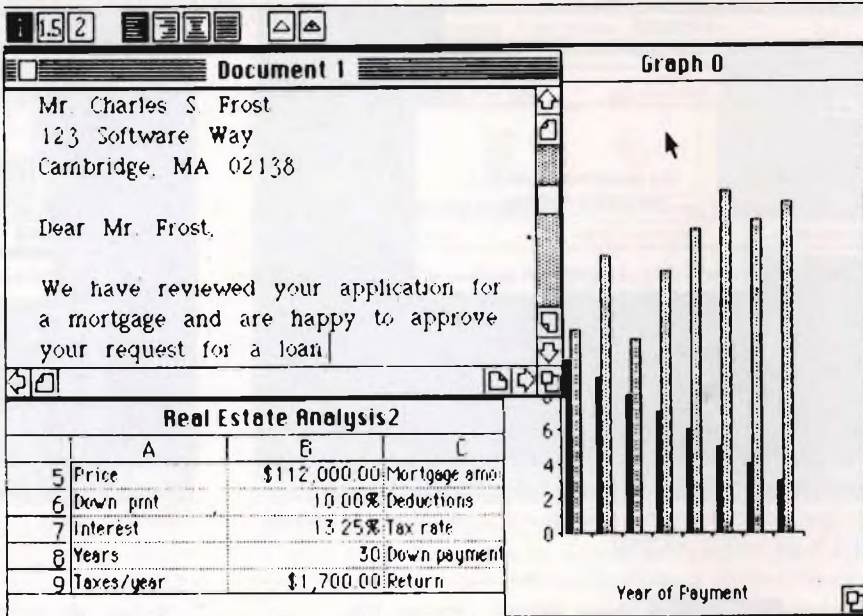 1.5 2
Document 1
Mr. Charles S. Frost
123 Software Way
Cambridge, MA 02138
Dear Mr. Frost,
We have reviewed your application for
a mortgage and are happy to approve
your request for a loan
Graph 0
8
6
4
2
0
Year of Payment
Real Estate Analysis2
A B C
5 Price $112,000.00 Mortgage amo
6 Down pmt 10.00% Deductions
7 Interest 13.25% Tax rate
8 Years 30 Down payment
9 Taxes/year $1,700.00 Return